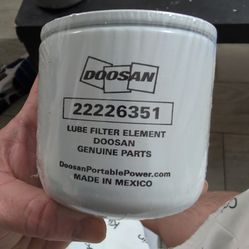 DOOSAN
22226351
LUBE FILTER ELEMENT
DOOSAN
GENUINE PARTS
DoosanPortablePower.com
MADE IN MEXICO